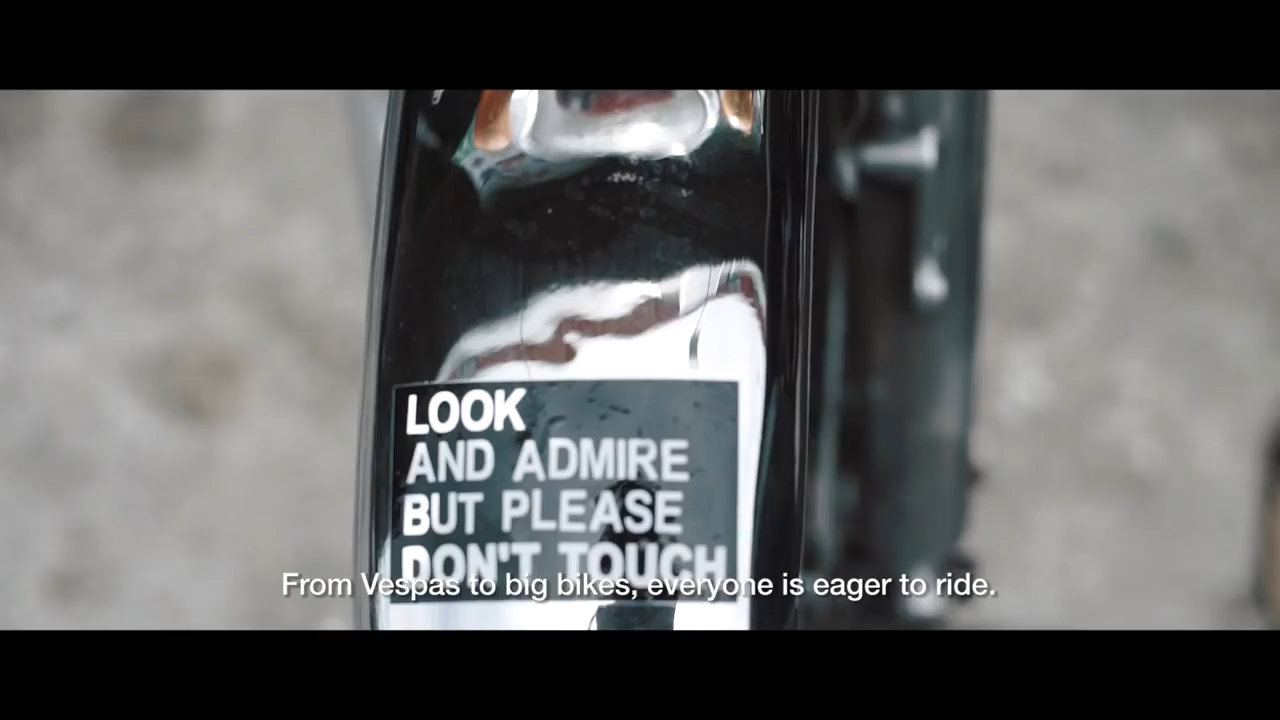 LOOK
AND ADMIRE
BUT PLEASE
DON'T TOUCH
From Vespas to big bikes, everyone is eager to ride.